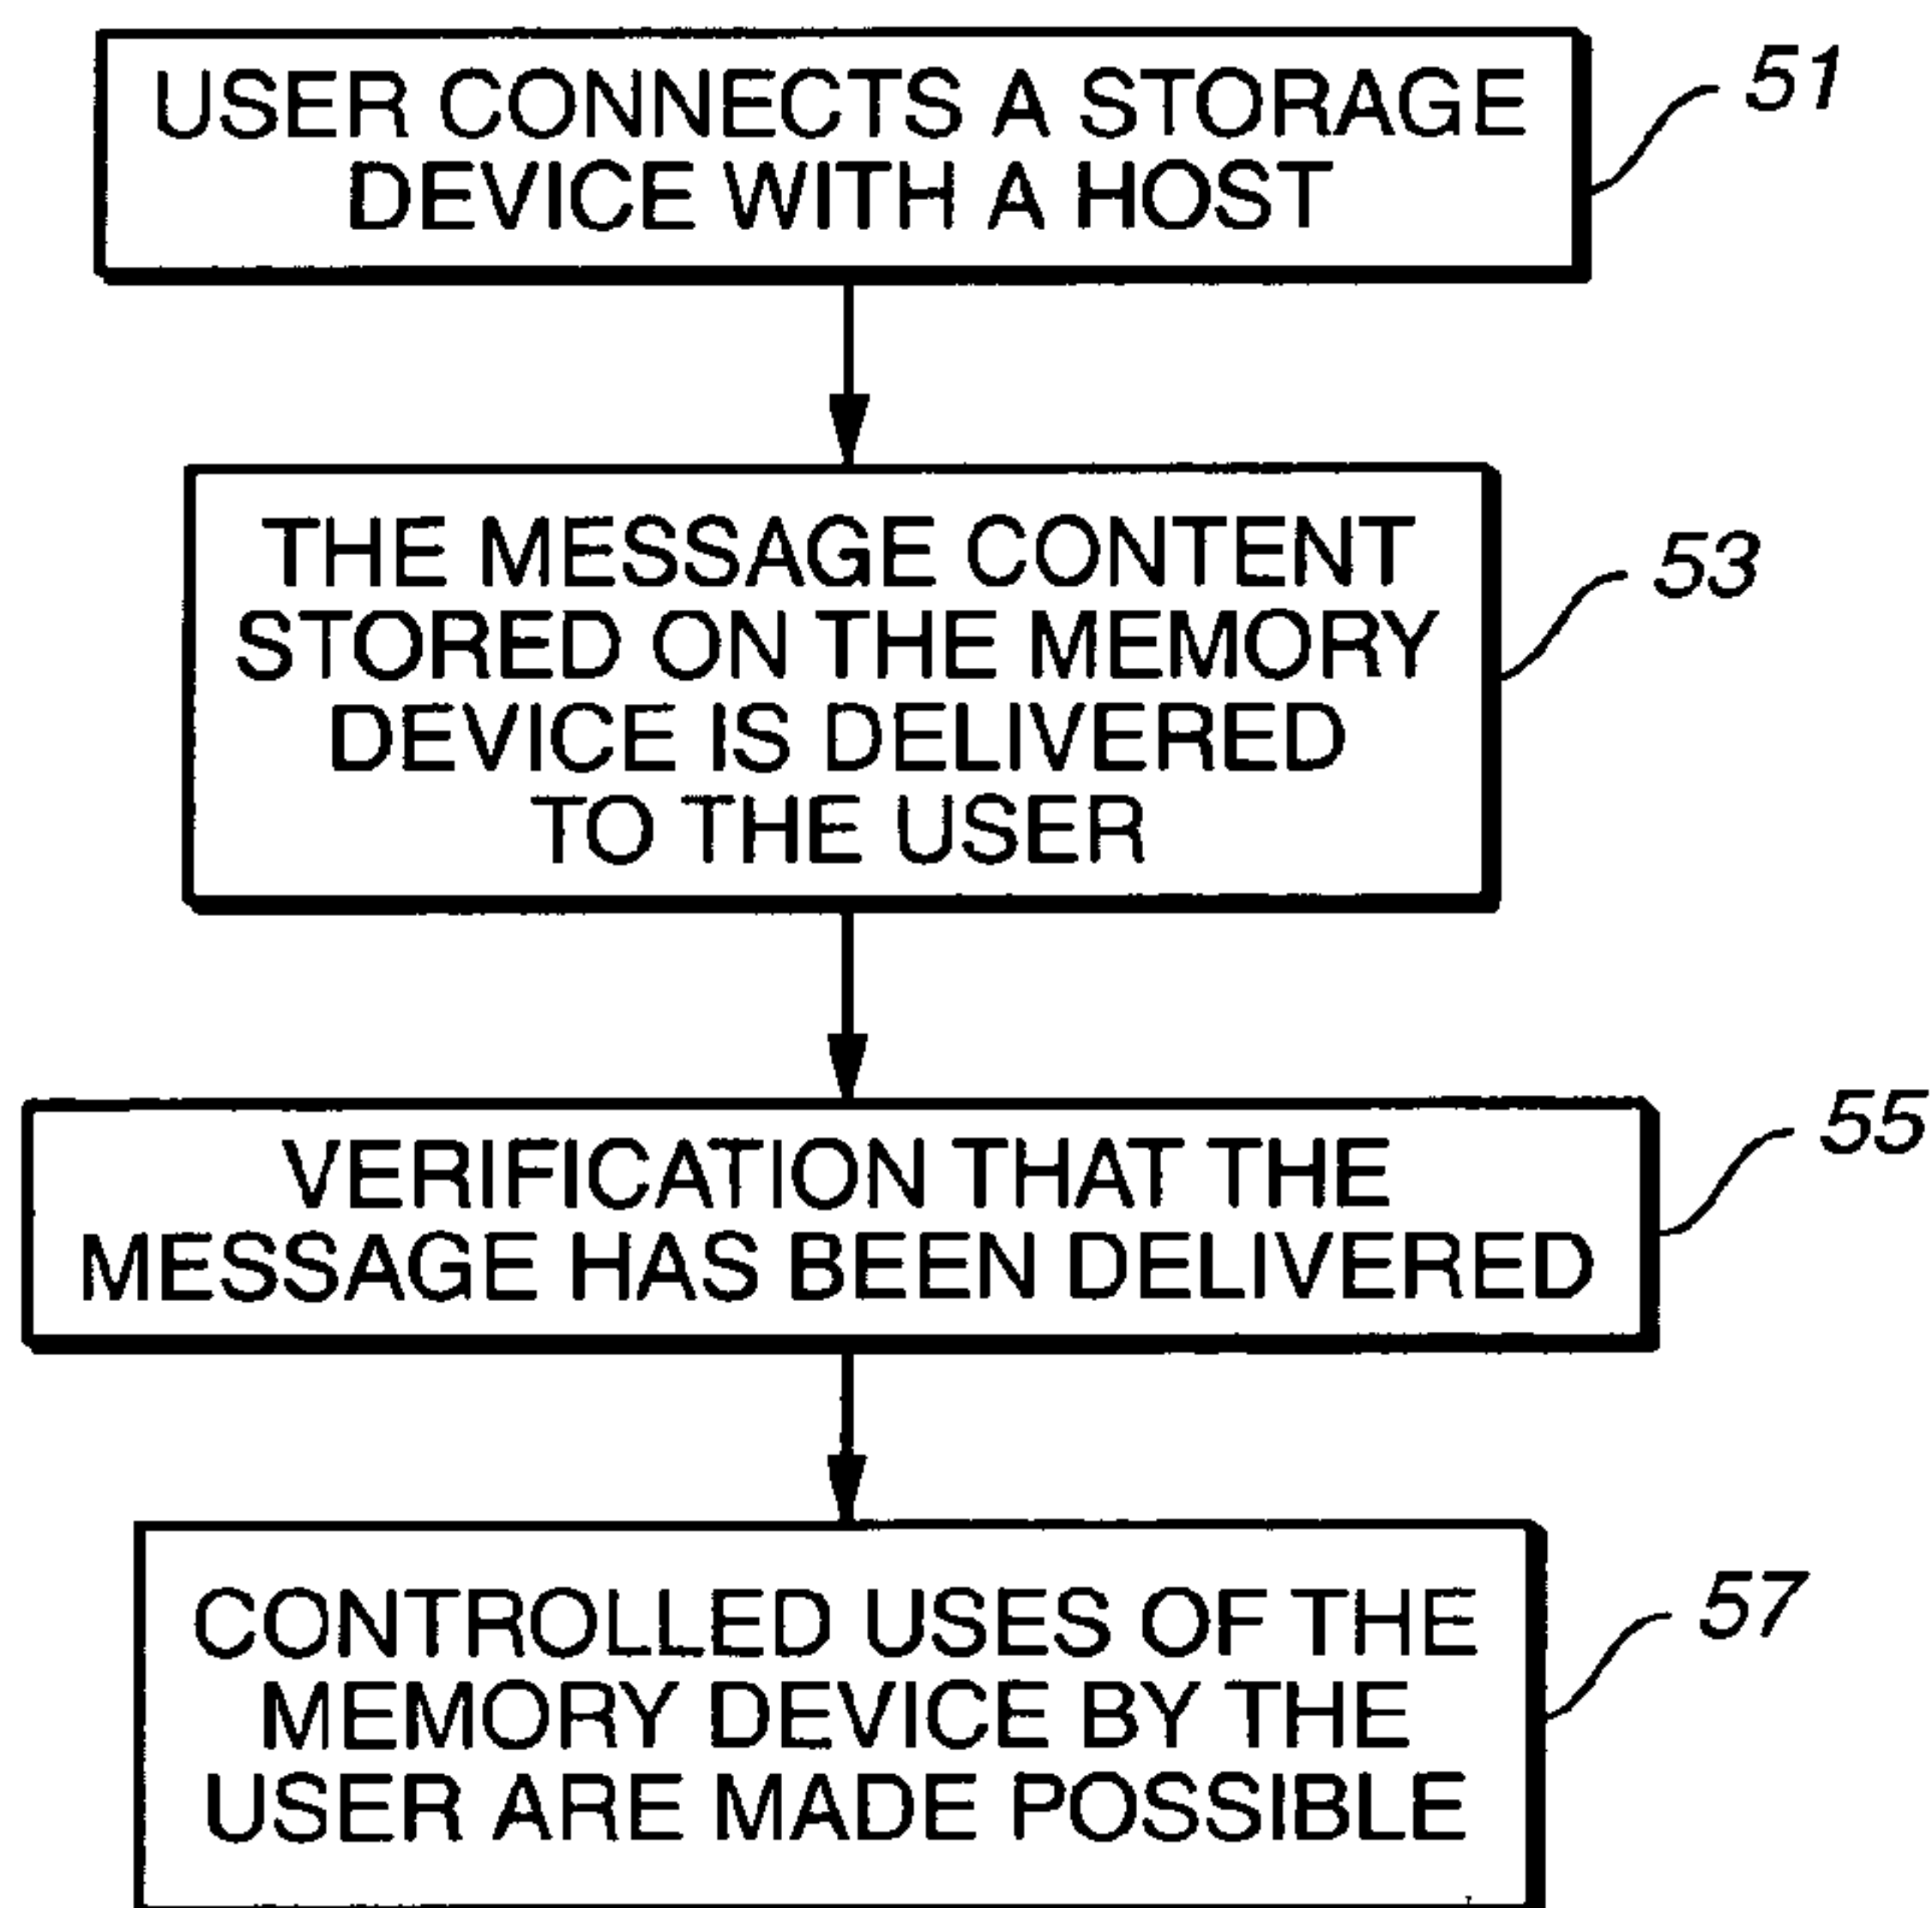 USER CONNECTS A STORAGE
DEVICE WITH A HOST
51
THE MESSAGE CONTENT
STORED ON THE MEMORY
DEVICE IS DELIVERED
TO THE USER
53
VERIFICATION THAT THE
MESSAGE HAS BEEN DELIVERED
55
CONTROLLED USES OF THE
MEMORY DEVICE BY THE
USER ARE MADE POSSIBLE
57